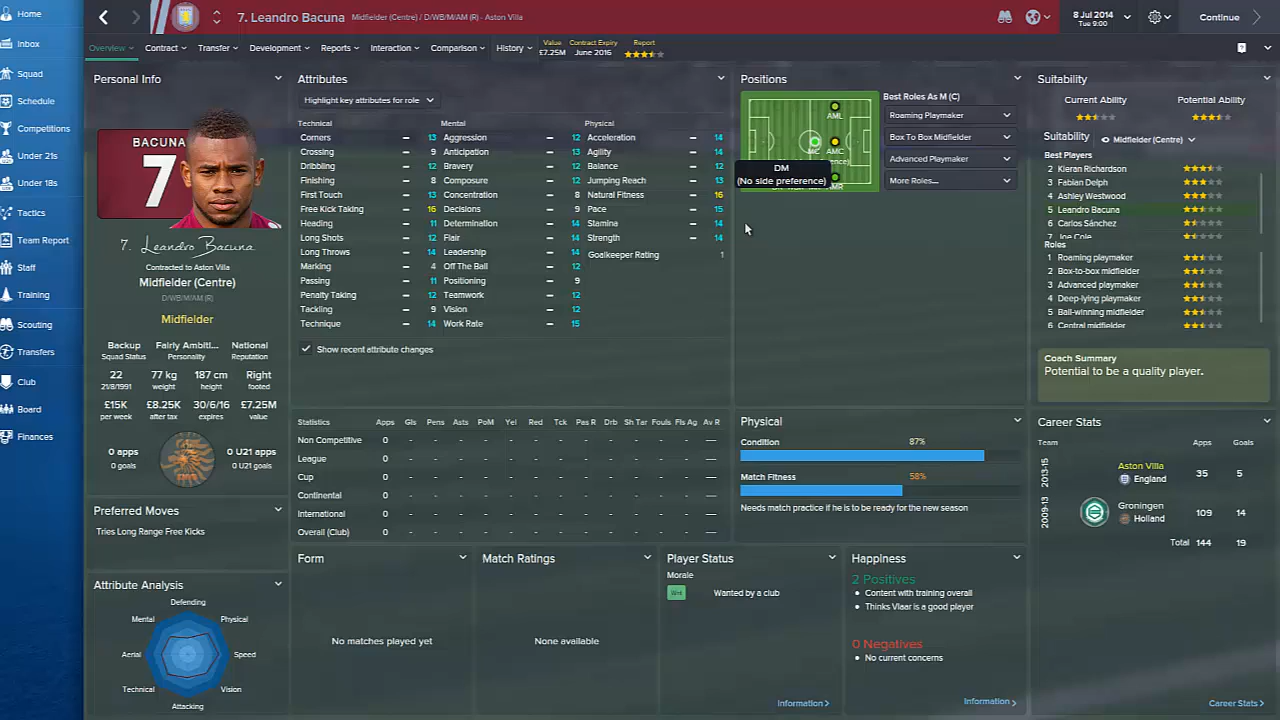 Home
Inbox
Squad
Schedule
Competitions
Under 21s
Under 18s
Tactics
Team Report
Staff
Training
Scouting
Transfers
Club
Board
Finances
7. Leandro Bacuna Midfielder (Centre) / D/WB/M/AM (R) - Aston Villa
8 Jul 2014
Tue 9:00
Continue
Overview Contract Transfer Development Reports Interaction Comparison History
Value Contract Expiry Report
£7.25M June 2016
Personal Info
BACUNA
7
7. Leandro Bacuna
Contracted to Aston Villa
Midfielder (Centre)
D/WB/M/AM (R)
Midfielder
Backup Fairly Ambiti... National
Squad Status Personality Reputation
22 77 kg 187 cm Right
21/8/1991 weight height footed
£15K £8.25K 30/6/16 £7.25M
per week after tax expires value
0 apps 0 U21 apps
0 goals 0 U21 goals
Preferred Moves
Tries Long Range Free Kicks
Attribute Analysis
Defending
Mental Physical
Aerial Speed
Technical Vision
Attacking
Attributes
Highlight key attributes for role
Technical Mental Physical
Corners – 13 Aggression – 12 Acceleration – 14
Crossing – 9 Anticipation – 13 Agility – 14
Dribbling – 12 Bravery – 12 Balance – 12
Finishing – 8 Composure – 12 Jumping Reach – 13
First Touch – 13 Concentration – 8 Natural Fitness – 16
Free Kick Taking – 16 Decisions – 9 Pace – 15
Heading – 11 Determination – 14 Stamina – 14
Long Shots – 12 Flair – 14 Strength – 14
Long Throws – 14 Leadership – 14 Goalkeeper Rating 1
Marking – 4 Off The Ball – 12
Passing – 11 Positioning – 9
Penalty Taking – 12 Teamwork – 12
Tackling – 9 Vision – 12
Technique – 14 Work Rate – 15
Show recent attribute changes
Statistics Apps Gls Pens Asts PoM Yel Red Tck Pas R Drb Sh Tar Fouls Fls Ag Av R
Non Competitive 0 - - - - - - - - - - - - —
League 0 - - - - - - - - - - - - —
Cup 0 - - - - - - - - - - - - —
Continental 0 - - - - - - - - - - - - —
International 0 - - - - - - - - - - - - —
Overall (Club) 0 - - - - - - - - - - - - —
Form
No matches played yet
Match Ratings
None available
Player Status
Morale
Wnt Wanted by a club
Information
Positions
AML
MC
AMC
DM
(No side preference)
AMR
Best Roles As M (C)
Roaming Playmaker
Box To Box Midfielder
Advanced Playmaker
More Roles...
Physical
Condition 87%
Match Fitness 58%
Needs match practice if he is to be ready for the new season
Happiness
2 Positives
• Content with training overall
• Thinks Vlaar is a good player
0 Negatives
• No current concerns
Information
Suitability
Current Ability Potential Ability
Suitability Midfielder (Centre)
Best Players
2 Kieran Richardson
3 Fabian Delph
4 Ashley Westwood
5 Leandro Bacuna
6 Carlos Sánchez
7 Joe Cole
Roles
1 Roaming playmaker
2 Box-to-box midfielder
3 Advanced playmaker
4 Deep-lying playmaker
5 Ball-winning midfielder
6 Central midfielder
Coach Summary
Potential to be a quality player.
Career Stats
Team Apps Goals
2013-15 Aston Villa England 35 5
2009-13 Groningen Holland 109 14
Total 144 19
Career Stats